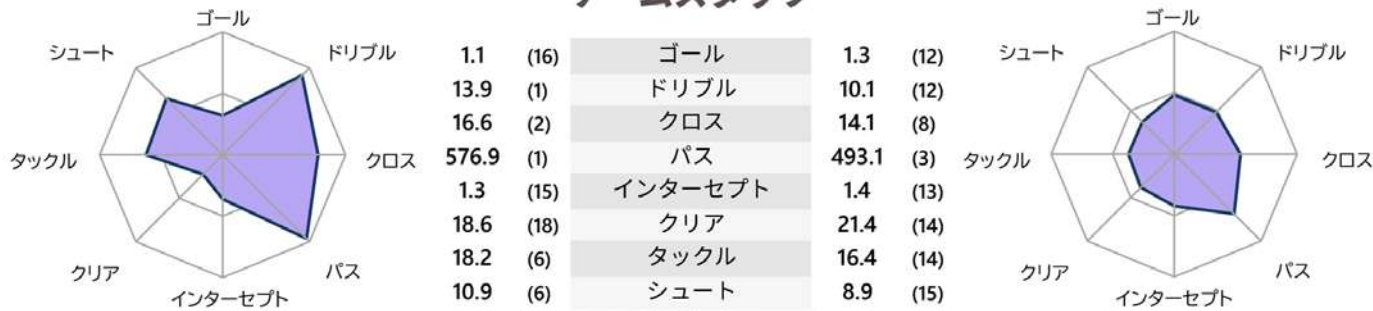 ゴール
シュート
ドリブル
タックル
クロス
クリア
パス
インターセプト
1.1 (16) ゴール 1.3 (12)
13.9 (1) ドリブル 10.1 (12)
16.6 (2) クロス 14.1 (8)
576.9 (1) パス 493.1 (3)
1.3 (15) インターセプト 1.4 (13)
18.6 (18) クリア 21.4 (14)
18.2 (6) タックル 16.4 (14)
10.9 (6) シュート 8.9 (15)
ゴール
シュート
ドリブル
タックル
クロス
クリア
パス
インターセプト